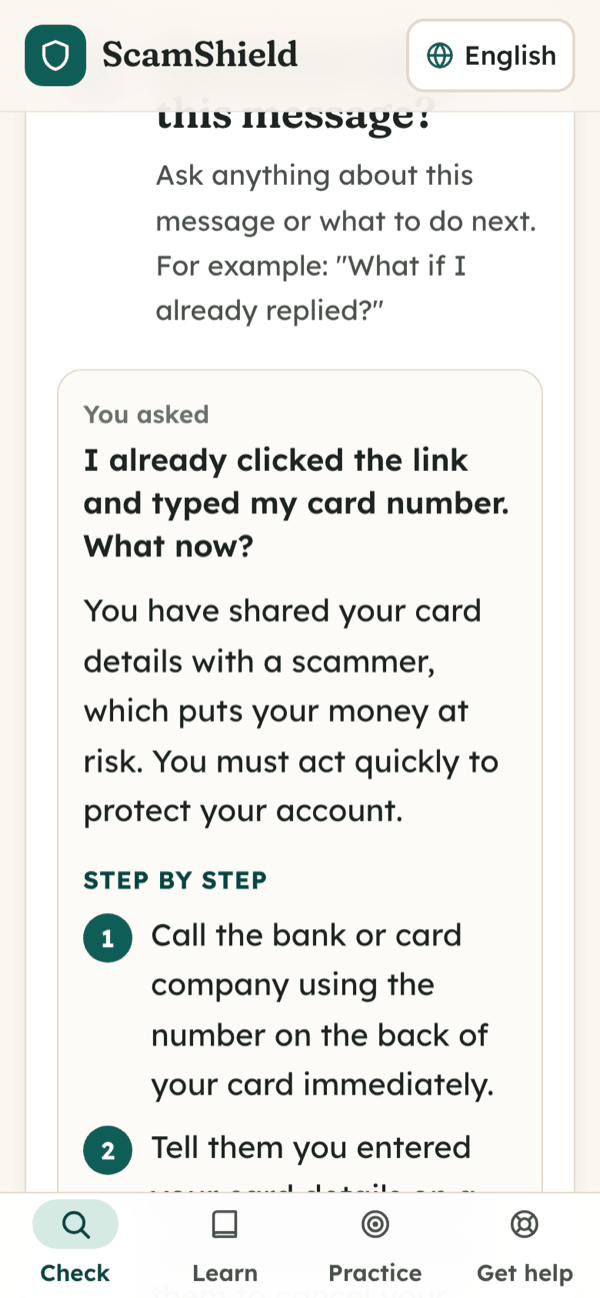 ScamShield
English
this message?
Ask anything about this
message or what to do next.
For example: "What if I
already replied?"
You asked
I already clicked the link
and typed my card number.
What now?
You have shared your card
details with a scammer,
which puts your money at
risk. You must act quickly to
protect your account.
STEP BY STEP
1 Call the bank or card
company using the
number on the back of
your card immediately.
2 Tell them you entered
your card details on a
Check
Learn
Practice
Get help